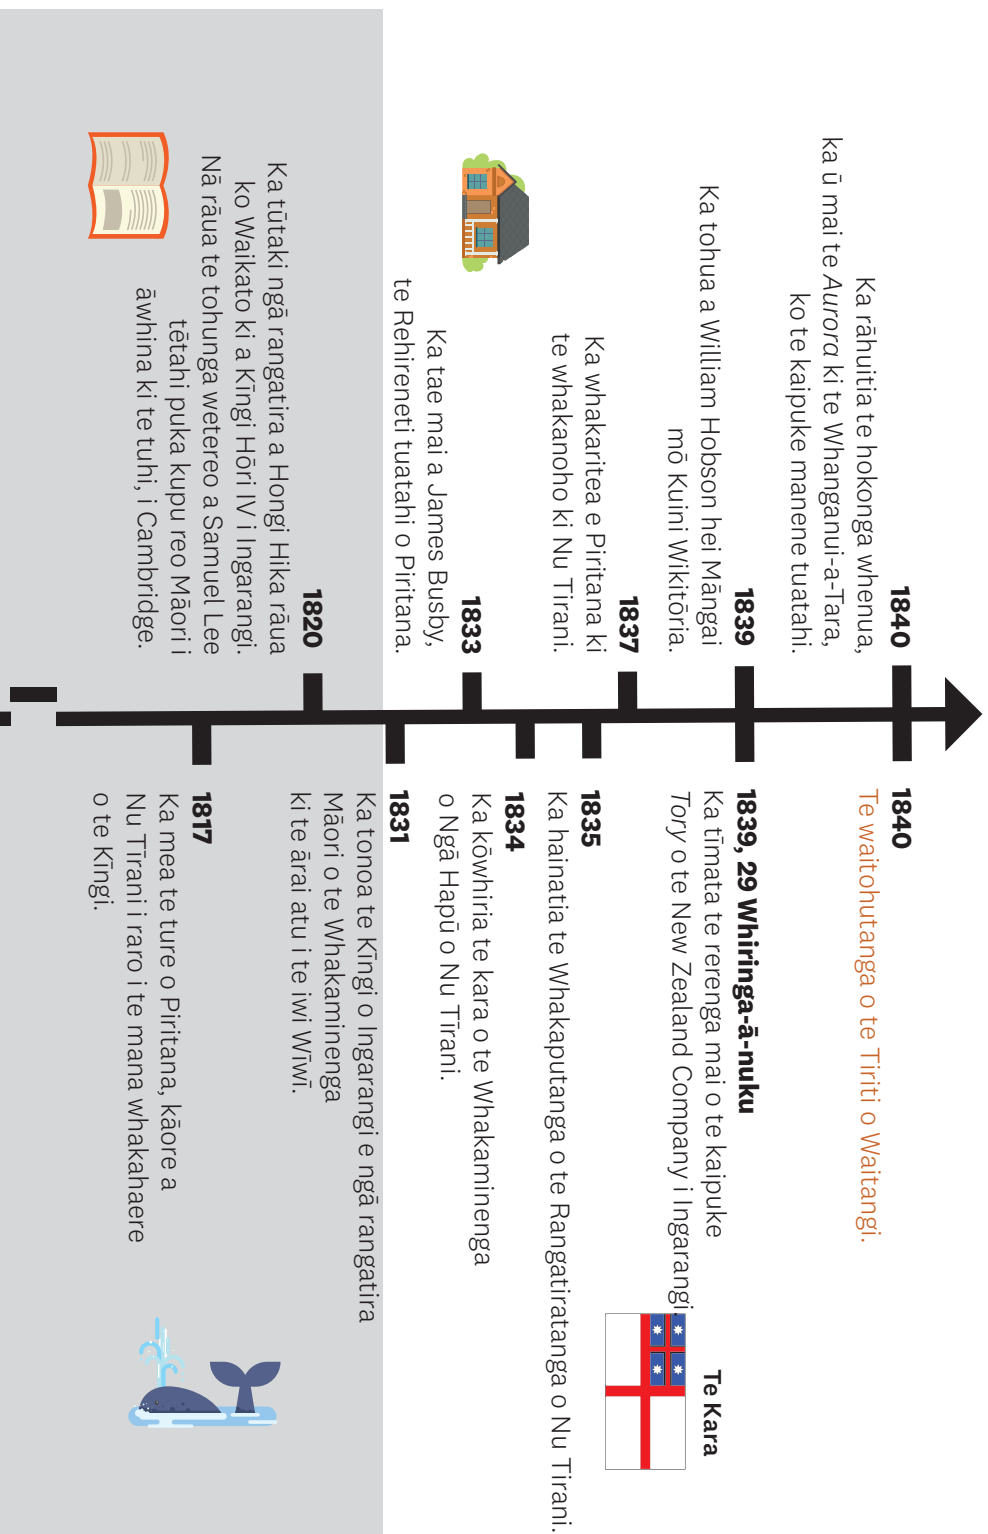 1840
Ka rāhuitia te hokonga whenua,
ka ū mai te Aurora ki te Whanganui-a-Tara,
ko te kaipuke manene tuatahi.
1839
Ka tohua a William Hobson hei Māngai
mō Kuini Wikitōria.
1837
Ka whakaritea e Piritana ki
te whakanoho ki Nu Tirani.
1833
Ka tae mai a James Busby,
te Rehireneti tuatahi o Piritana.
1820
Ka tūtaki ngā rangatira a Hongi Hika rāua
ko Waikato ki a Kīngi Hōri IV i Ingarangi.
Nā rāua te tohunga wetereo a Samuel Lee
tētahi puka kupu reo Māori i
āwhina ki te tuhi, i Cambridge.
1840
Te waitohutanga o te Tiriti o Waitangi.
1839, 29 Whiringa-ā-nuku
Ka tīmata te rerenga mai o te kaipuke
Tory o te New Zealand Company i Ingarangi.
Te Kara
1835
Ka hainatia te Whakaputanga o te Rangatiratanga o Nu Tirani.
1834
Ka kōwhiria te kara o te Whakaminenga
o Ngā Hapū o Nu Tīrani.
1831
Ka tonoa te Kīngi o Ingarangi e ngā rangatira
Māori o te Whakaminenga
ki te ārai atu i te iwi Wīwī.
1817
Ka mea te ture o Piritana, kāore a
Nu Tīrani i raro i te mana whakahaere
o te Kīngi.